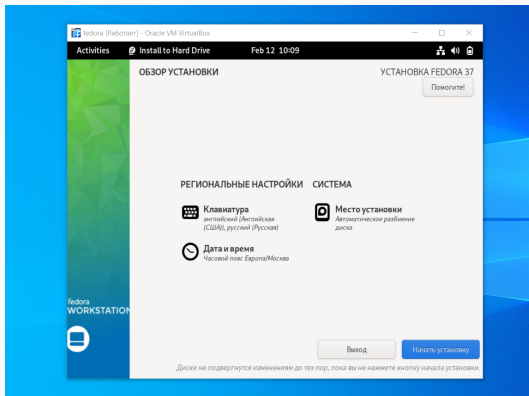 fedora [Работает] - Oracle VM VirtualBox
Activities Install to Hard Drive Feb 12 10:09
ОБЗОР УСТАНОВКИ
УСТАНОВКА FEDORA 37
Помогите!
РЕГИОНАЛЬНЫЕ НАСТРОЙКИ
Клавиатура
английский (Английская
(США)), русский (Русская)
Дата и время
Часовой пояс Европа/Москва
СИСТЕМА
Место установки
Автоматическое разбиение
диска
fedora
WORKSTATION
Выход
Начать установку
Диски не подвергнутся изменениям до тех пор, пока вы не нажмете кнопку начала установки.